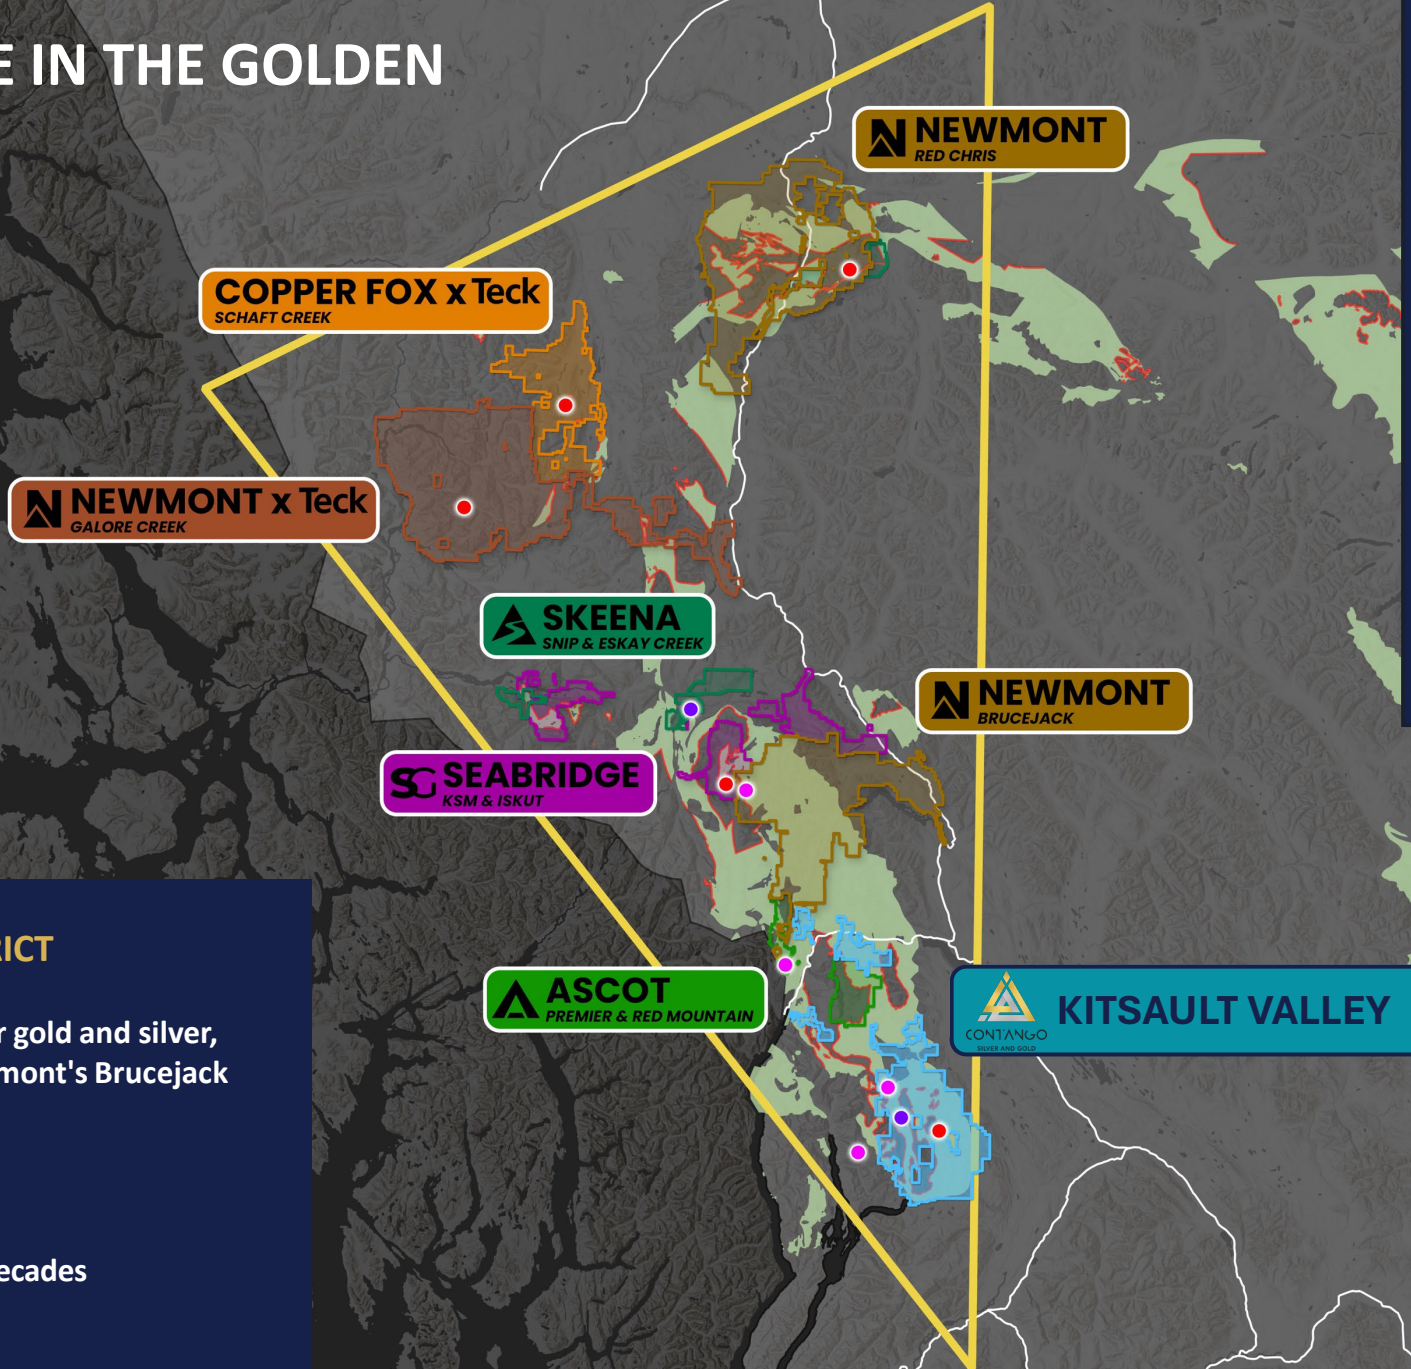 E IN THE GOLDEN
NEWMONT
RED CHRIS
COPPER FOX x Teck
SCHAFT CREEK
NEWMONT x Teck
GALORE CREEK
SKEENA
SNIP & ESKAY CREEK
NEWMONT
BRUCEJACK
SG SEABRIDGE
KSM & ISKUT
ASCOT
PREMIER & RED MOUNTAIN
CONTANGO
SILVER AND GOLD
KITSAULT VALLEY
RICT
r gold and silver,
mont's Brucejack
ecades